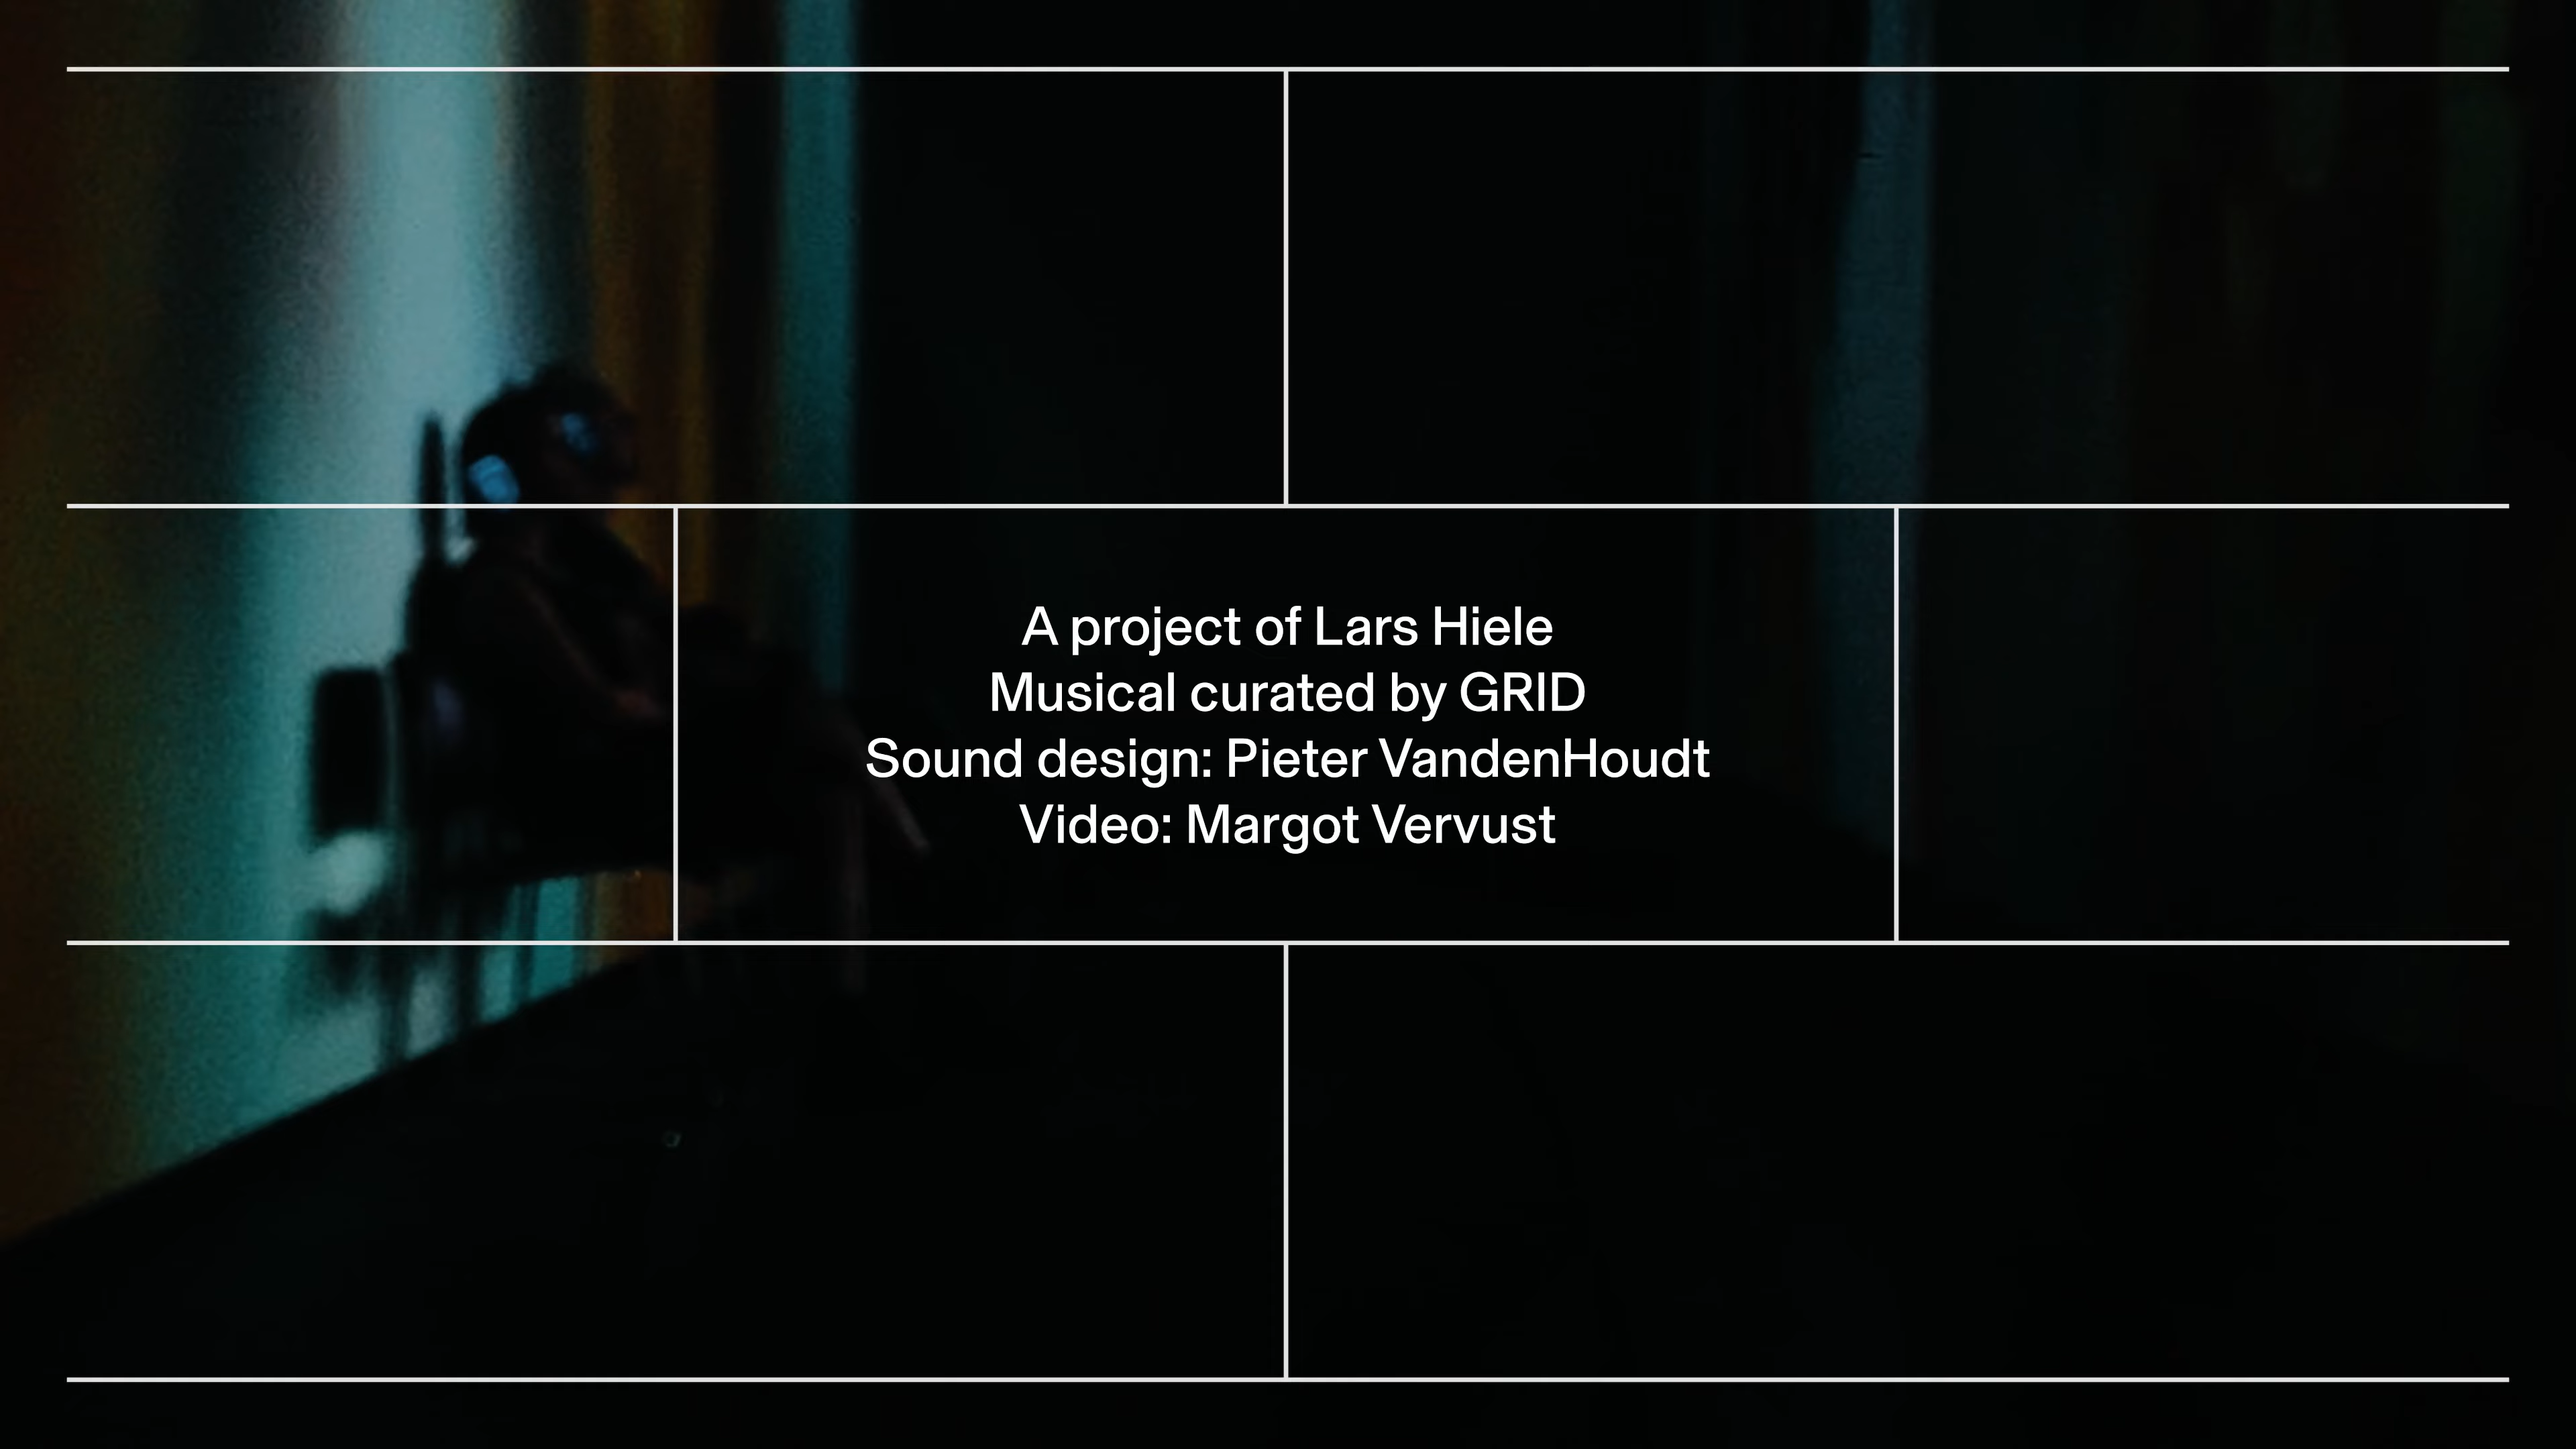 A project of Lars Hiele
Musical curated by GRID
Sound design: Pieter VandenHoudt
Video: Margot Vervust